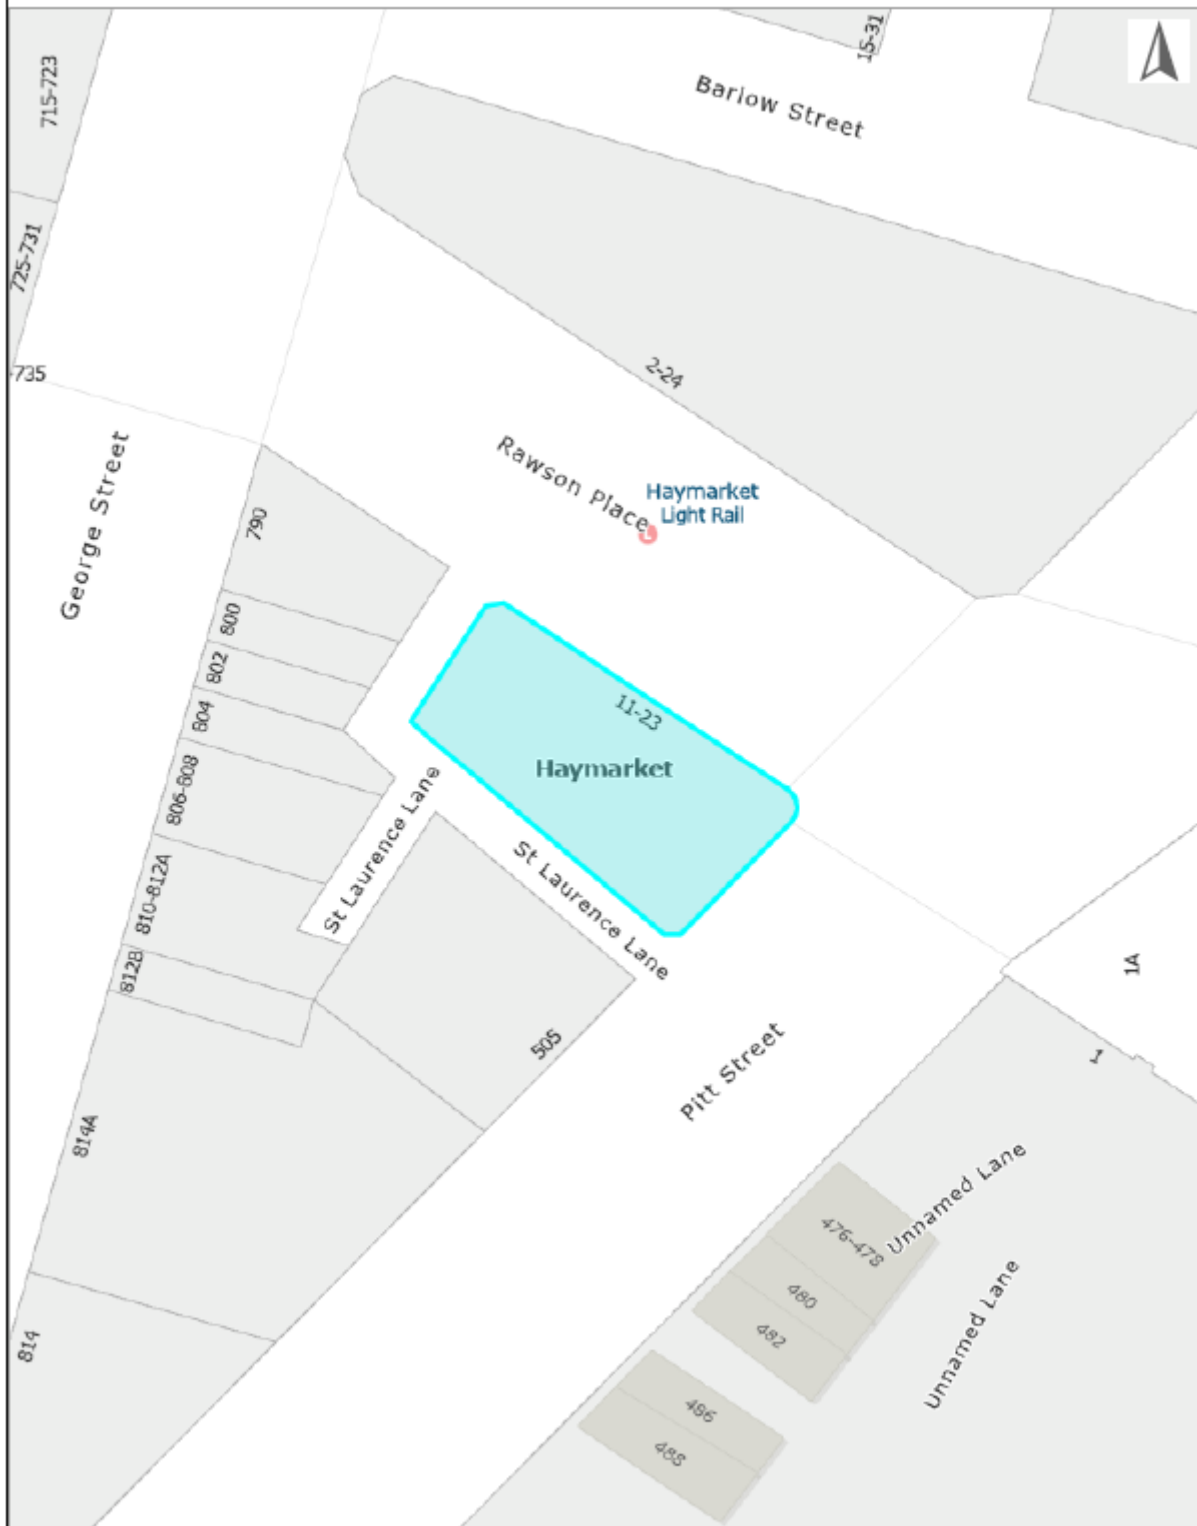 15-31
715-723
Barlow Street
725-731
-735
2-24
Rawson Place
Haymarket
Light Rail
L
George Street
790
800
802
804
11-23
Haymarket
806-808
St Laurence Lane
St Laurence Lane
810-812A
812B
1A
505
Pitt Street
1
814A
Unnamed Lane
476-478
480
482
Unnamed Lane
814
486
488